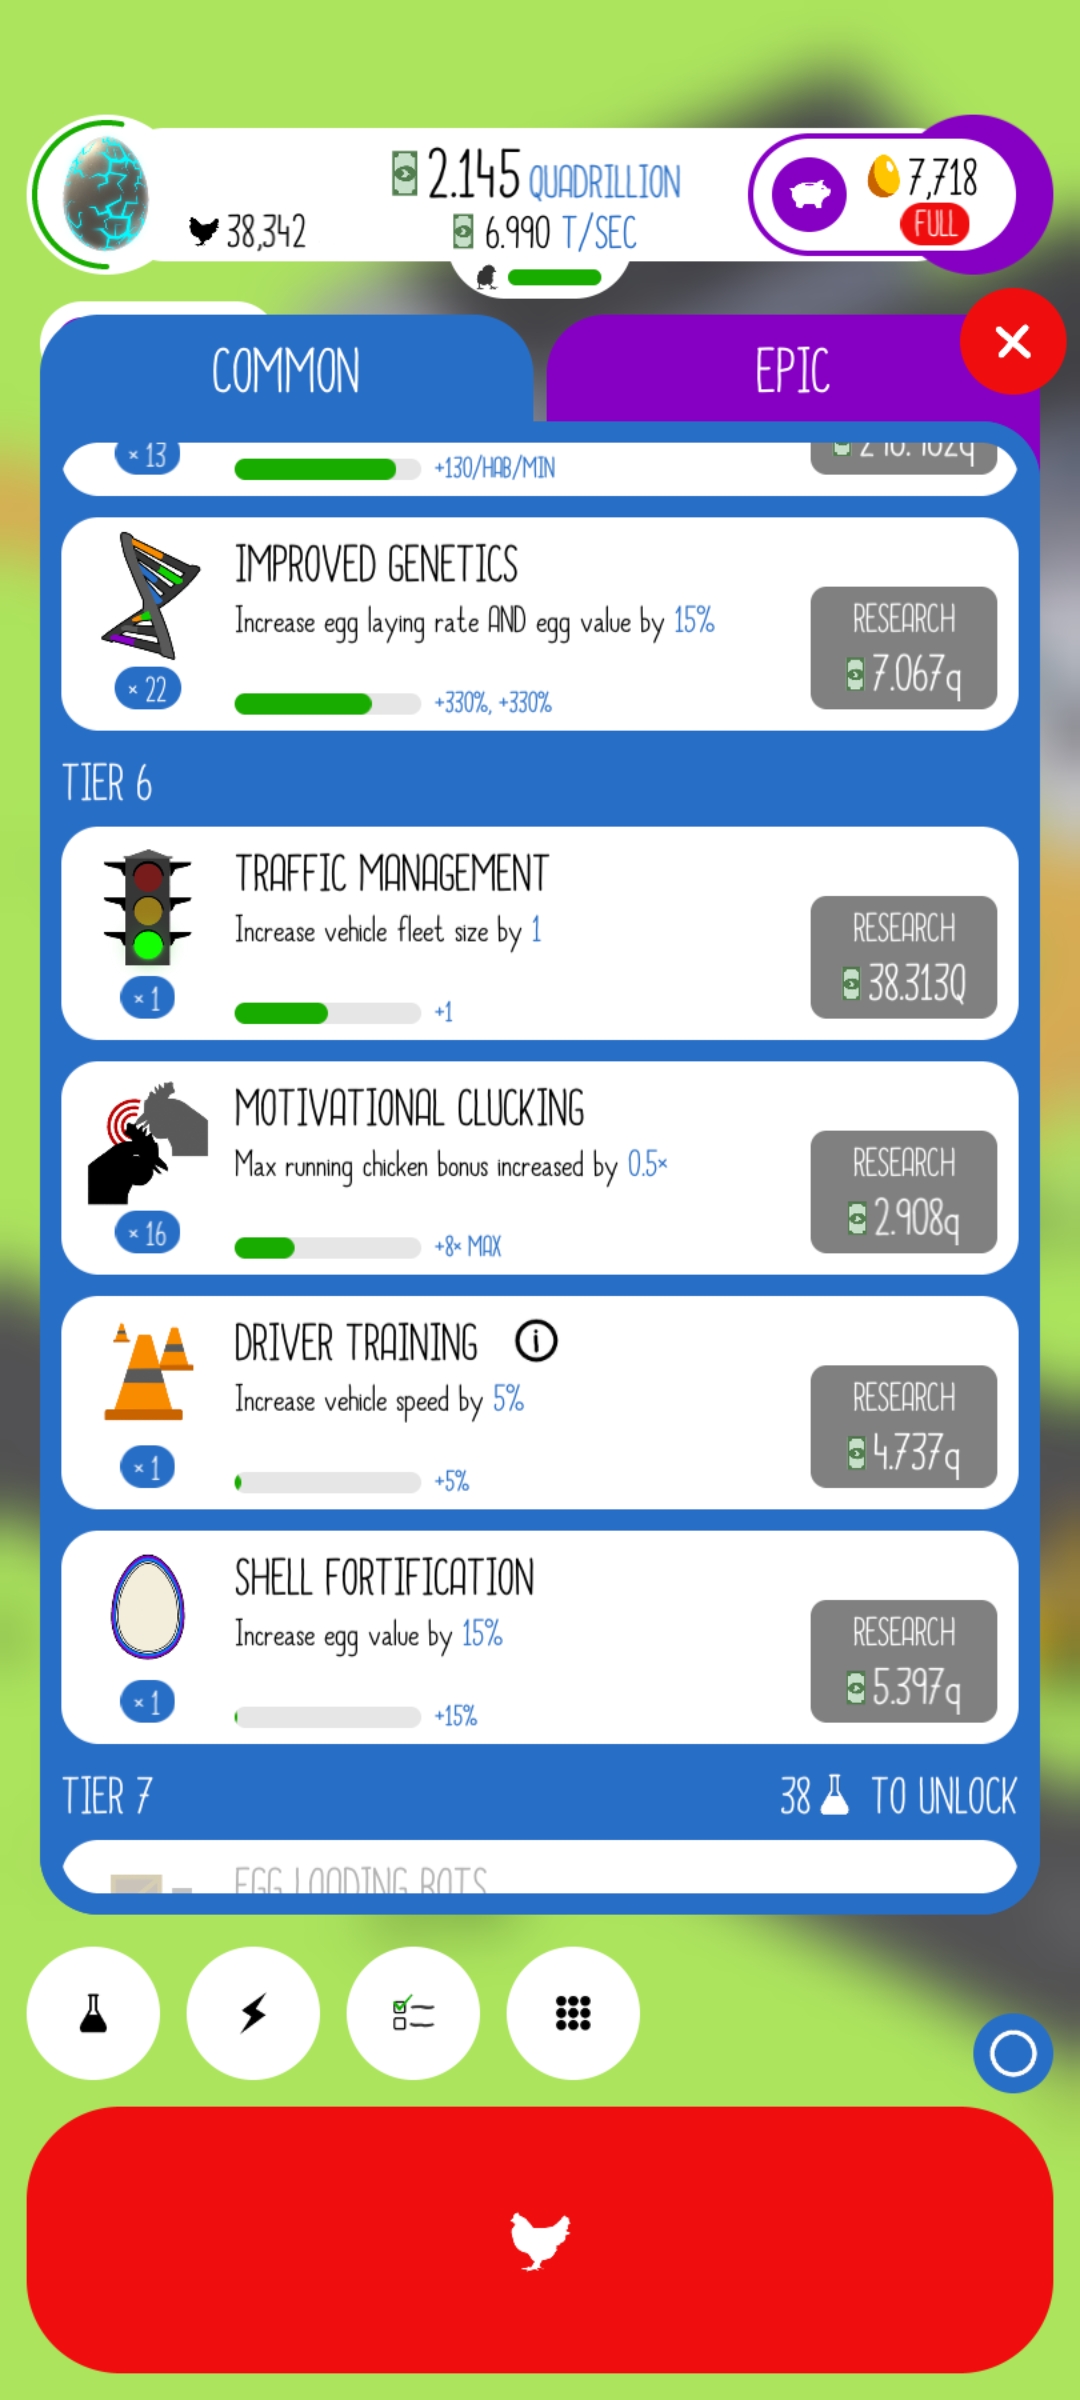 2.145 QUADRILLION
38,342
6.990 T/SEC
7,718
FULL
COMMON
EPIC
× 13
+130/HAB/MIN
IMPROVED GENETICS
Increase egg laying rate AND egg value by 15%
RESEARCH
7.067q
× 22
+330%, +330%
TIER 6
TRAFFIC MANAGEMENT
Increase vehicle fleet size by 1
RESEARCH
38.313Q
× 1
+1
MOTIVATIONAL CLUCKING
Max running chicken bonus increased by 0.5×
RESEARCH
2.908q
× 16
+8× MAX
DRIVER TRAINING
Increase vehicle speed by 5%
RESEARCH
4.737q
× 1
+5%
SHELL FORTIFICATION
Increase egg value by 15%
RESEARCH
5.397q
× 1
+15%
TIER 7
38 TO UNLOCK
EGG LOADING BOTS